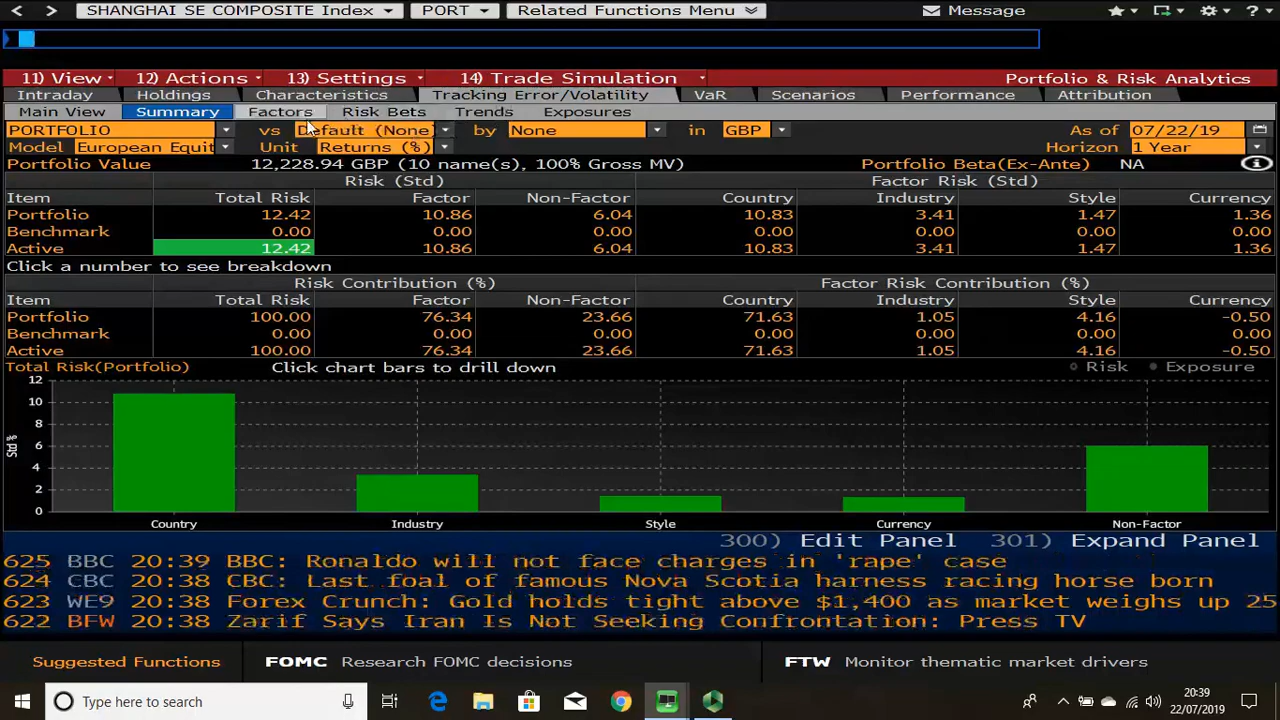 SHANGHAI SE COMPOSITE Index PORT Related Functions Menu Message
11) View 12) Actions 13) Settings 14) Trade Simulation Portfolio & Risk Analytics
Intraday Holdings Characteristics Tracking Error/Volatility VaR Scenarios Performance Attribution
Main View Summary Factors Risk Bets Trends Exposures
PORTFOLIO vs Default (None by None in GBP As of 07/22/19
Model European Equit Unit Returns (%) Horizon 1 Year
Portfolio Value 12,228.94 GBP (10 name(s), 100% Gross MV) Portfolio Beta(Ex-Ante) NA
Risk (Std) Factor Risk (Std)
Item Total Risk Factor Non-Factor Country Industry Style Currency
Portfolio 12.42 10.86 6.04 10.83 3.41 1.47 1.36
Benchmark 0.00 0.00 0.00 0.00 0.00 0.00 0.00
Active 12.42 10.86 6.04 10.83 3.41 1.47 1.36
Click a number to see breakdown
Risk Contribution (%) Factor Risk Contribution (%)
Item Total Risk Factor Non-Factor Country Industry Style Currency
Portfolio 100.00 76.34 23.66 71.63 1.05 4.16 -0.50
Benchmark 0.00 0.00 0.00 0.00 0.00 0.00 0.00
Active 100.00 76.34 23.66 71.63 1.05 4.16 -0.50
Total Risk(Portfolio) Click chart bars to drill down Risk Exposure
12
10
8
6
4
2
0
Std %
Country Industry Style Currency Non-Factor
300) Edit Panel 301) Expand Panel
625 BBC 20:39 BBC: Ronaldo will not face charges in 'rape' case
624 CBC 20:38 CBC: Last foal of famous Nova Scotia harness racing horse born
623 WE9 20:38 Forex Crunch: Gold holds tight above $1,400 as market weighs up 25
622 BFW 20:38 Zarif Says Iran Is Not Seeking Confrontation: Press TV
Suggested Functions FOMC Research FOMC decisions FTW Monitor thematic market drivers
Type here to search
20:39
22/07/2019